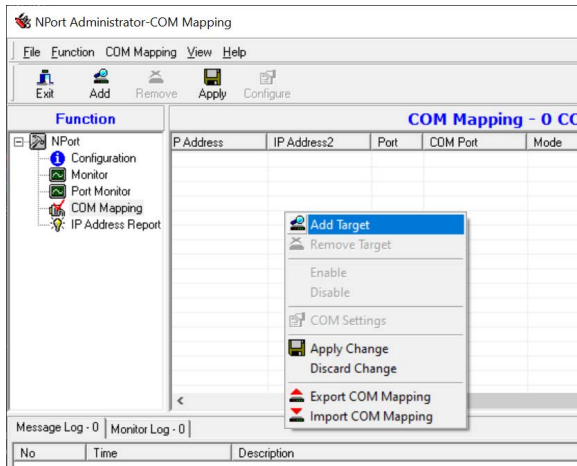 NPort Administrator-COM Mapping
File Function COM Mapping View Help
Exit Add Remove Apply Configure
Function
COM Mapping - 0 CO
NPort
Configuration
Monitor
Port Monitor
COM Mapping
IP Address Report
P Address IP Address2 Port COM Port Mode
Add Target
Remove Target
Enable
Disable
COM Settings
Apply Change
Discard Change
Export COM Mapping
Import COM Mapping
Message Log - 0 Monitor Log - 0
No Time Description